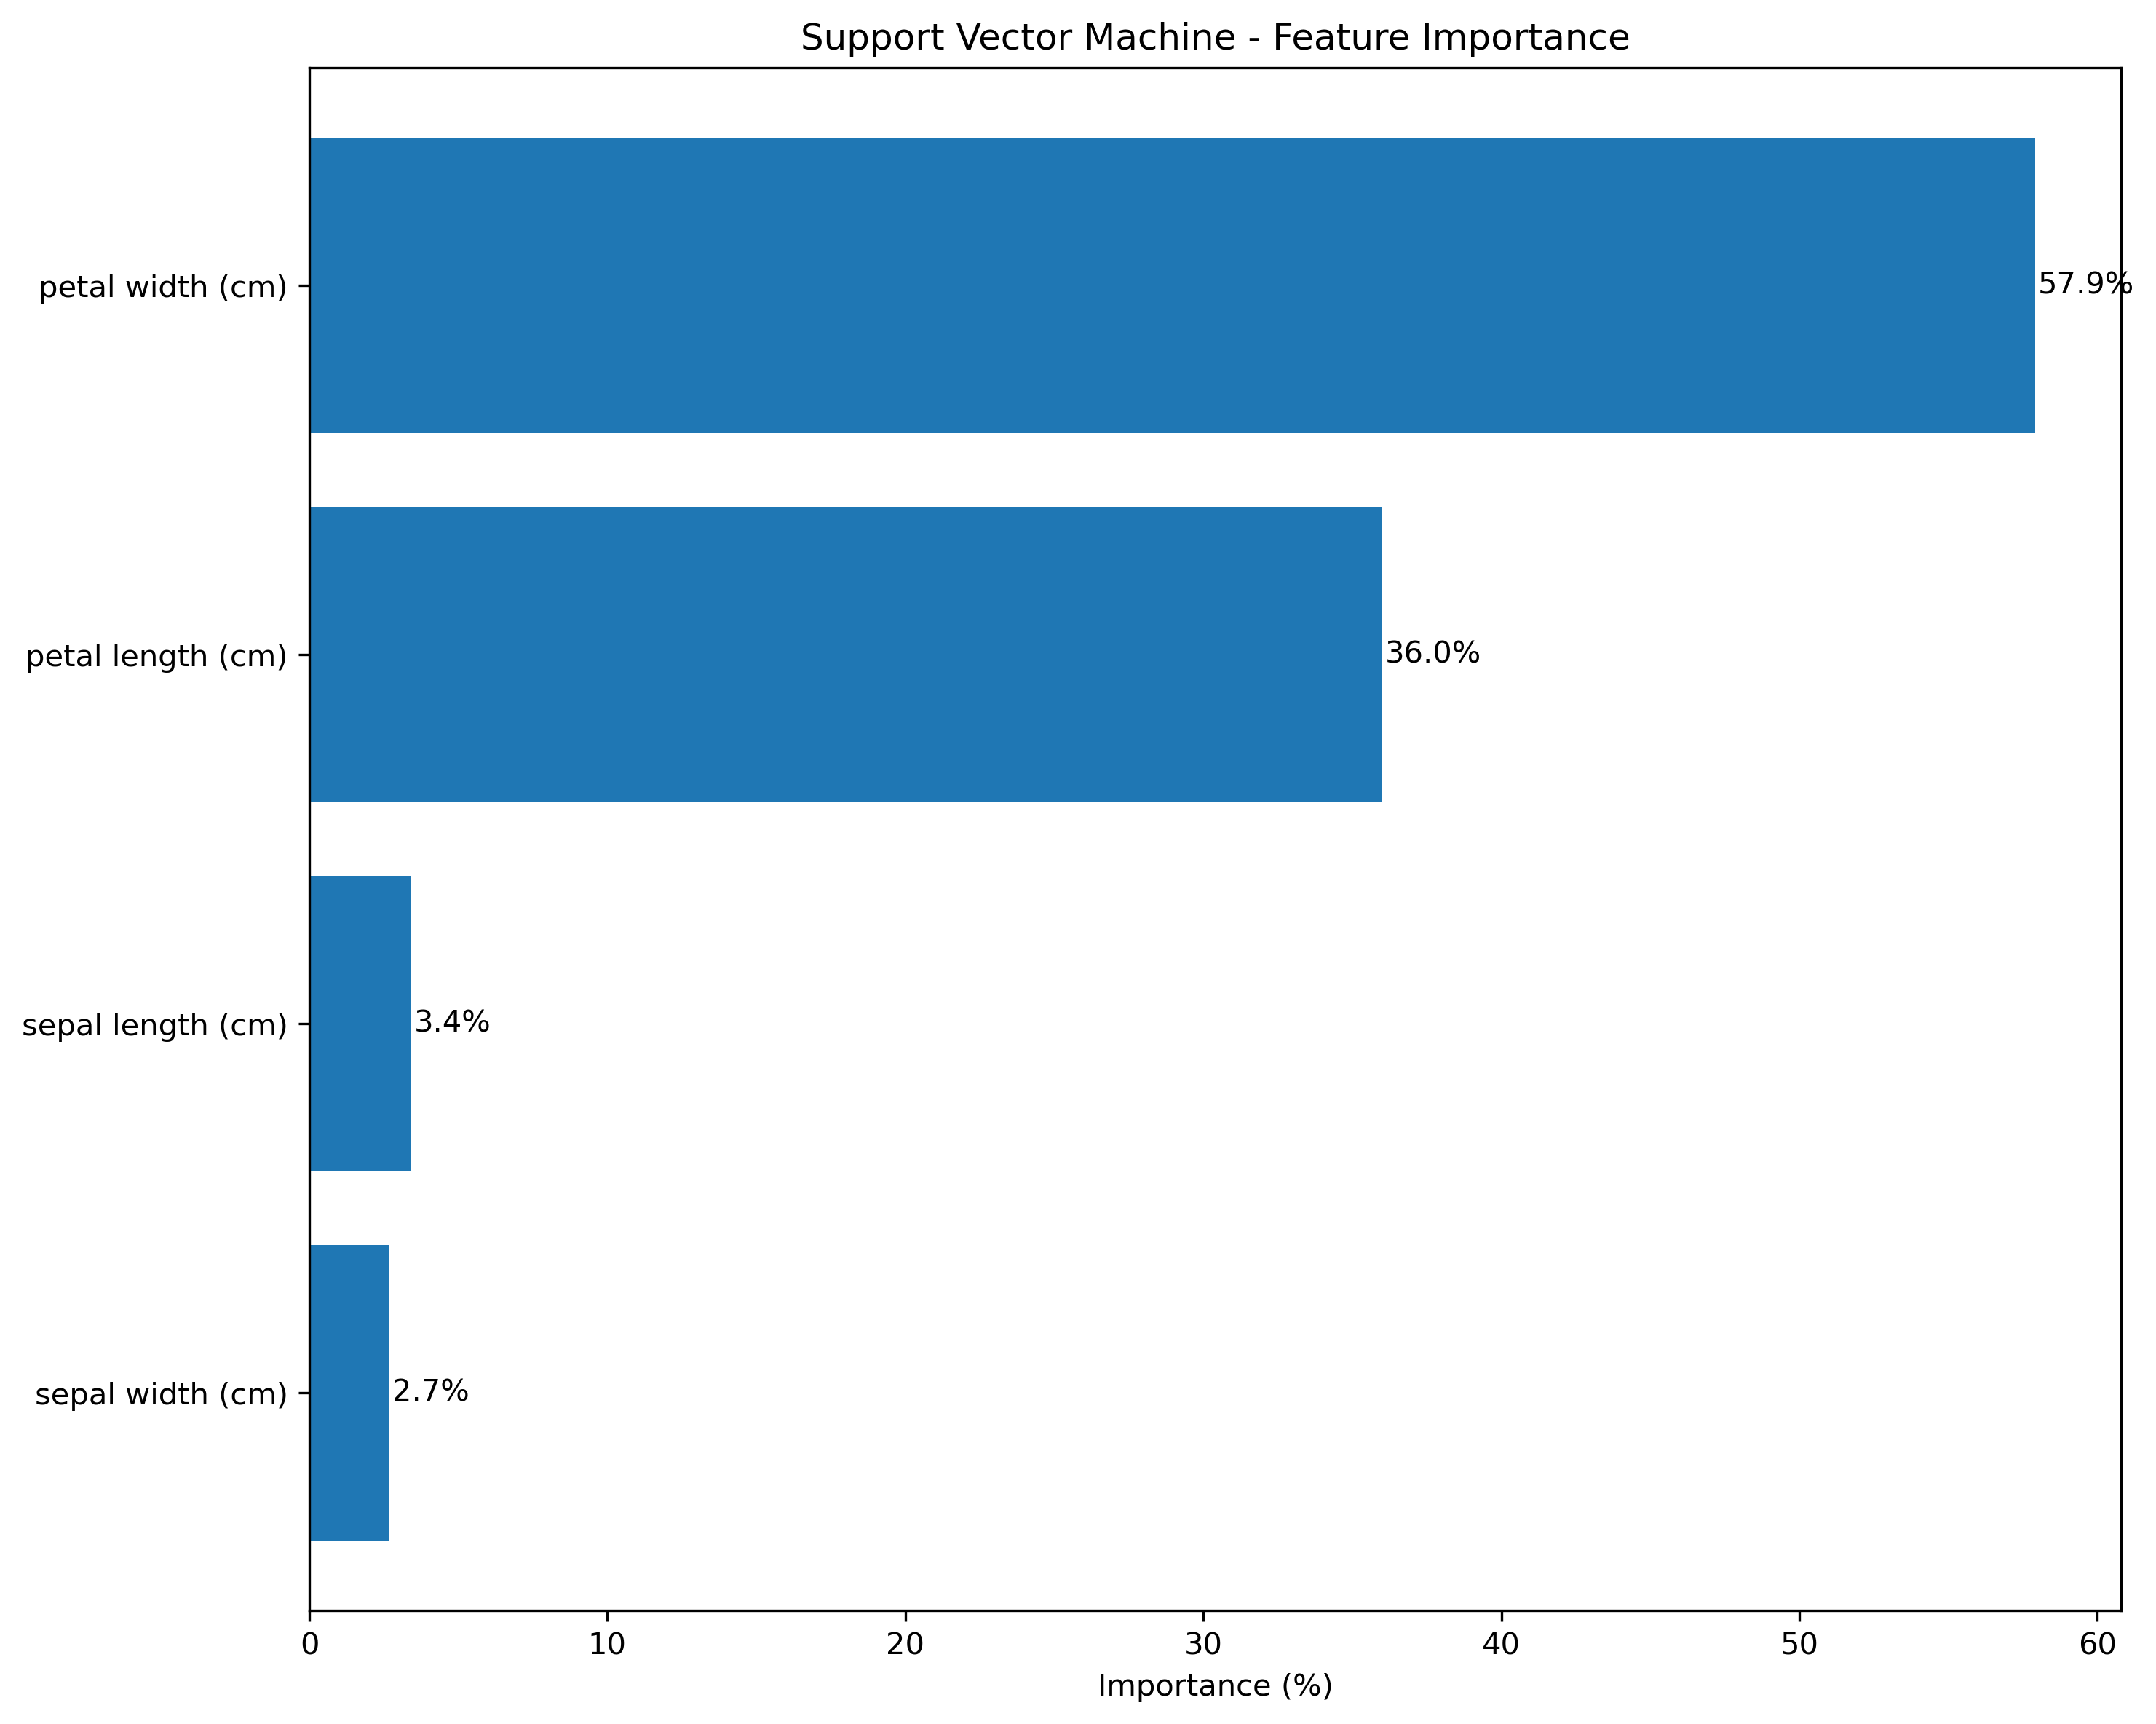 Support Vector Machine - Feature Importance
petal width (cm)
57.9%
petal length (cm)
36.0%
sepal length (cm)
3.4%
sepal width (cm)
2.7%
0 10 20 30 40 50 60
Importance (%)